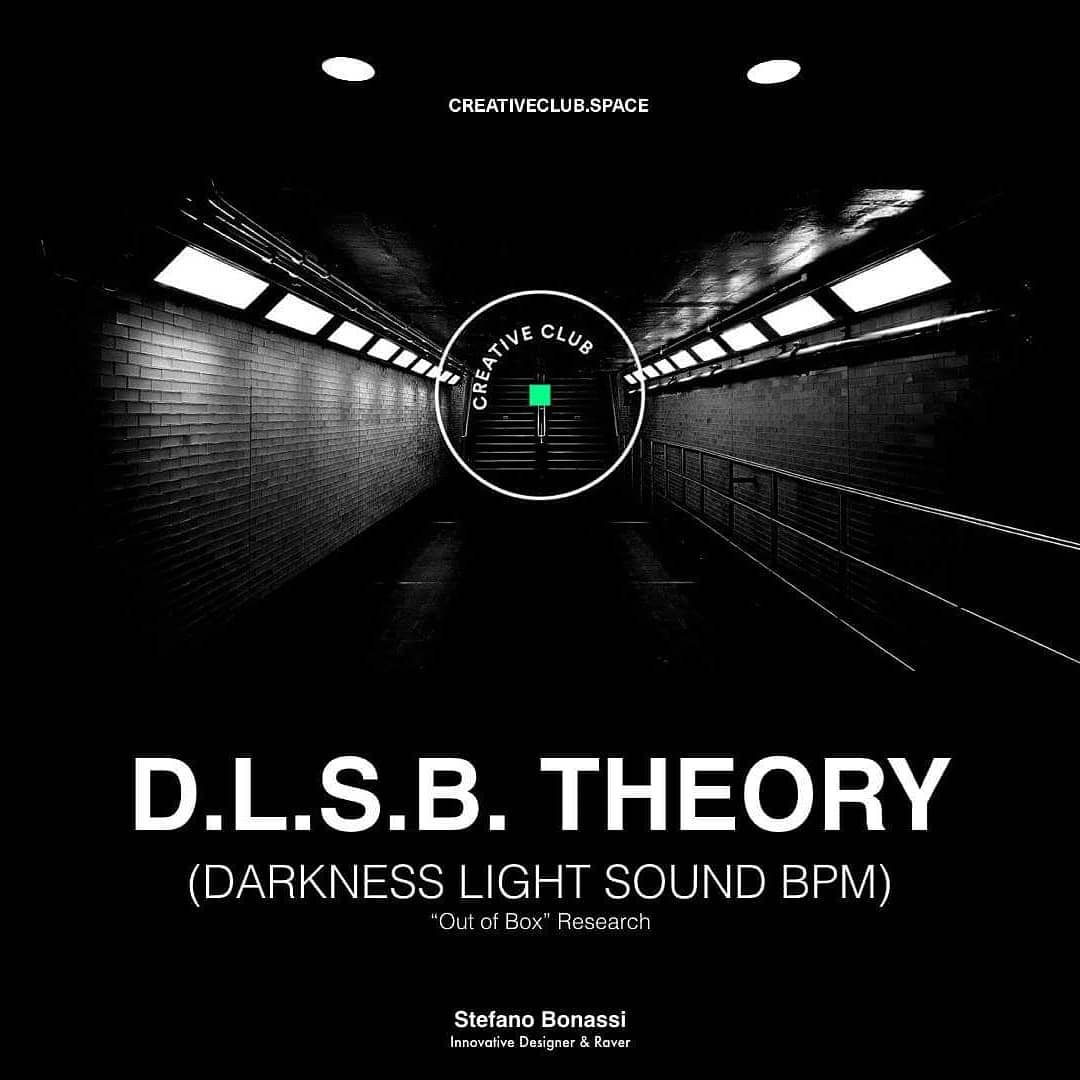 CREATIVECLUB.SPACE
CREATIVE CLUB
D.L.S.B. THEORY
(DARKNESS LIGHT SOUND BPM)
“Out of Box” Research
Stefano Bonassi
Innovative Designer & Raver